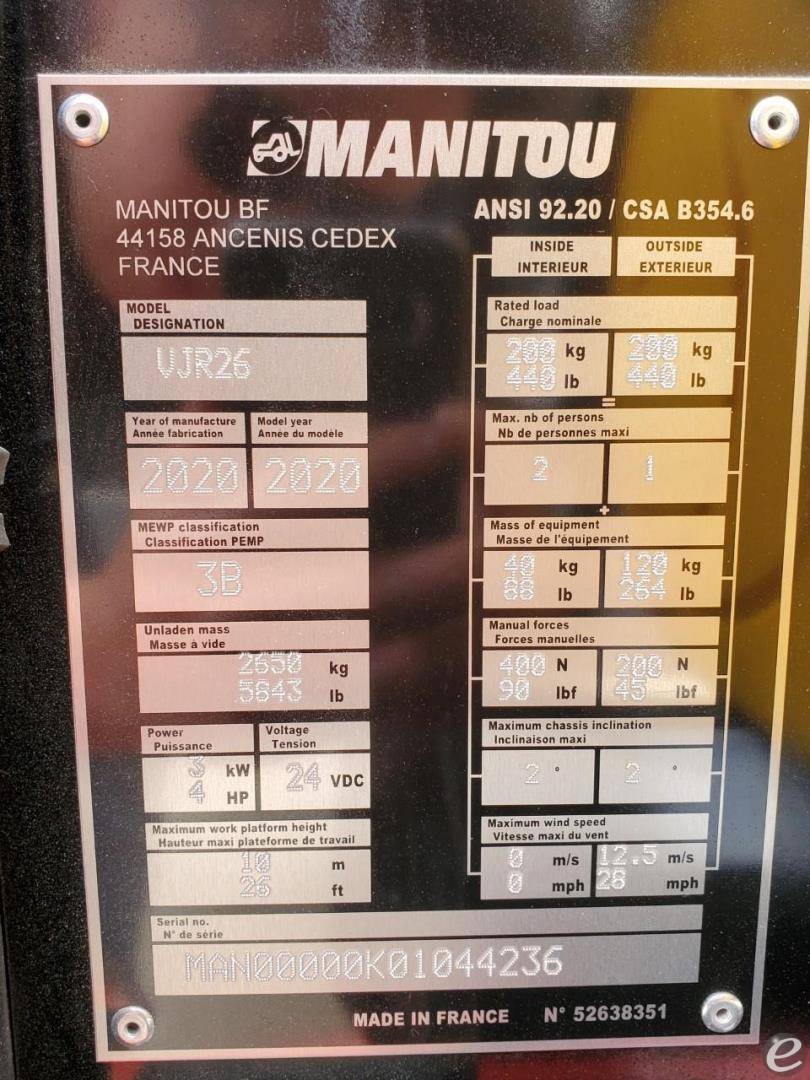 MANITOU
MANITOU BF
44158 ANCENIS CEDEX
FRANCE
MODEL
DESIGNATION
VJR26
Year of manufacture
Année fabrication
Model year
Année du modèle
2020
2020
MEWP classification
Classification PEMP
3B
Unladen mass
Masse à vide
2650 kg
5843 lb
Power
Puissance
Voltage
Tension
3 kW
4 HP
24 VDC
Maximum work platform height
Hauteur maxi plateforme de travail
10 m
26 ft
ANSI 92.20 / CSA B354.6
INSIDE
INTERIEUR
OUTSIDE
EXTERIEUR
Rated load
Charge nominale
200 kg 200 kg
440 lb 440 lb
=
Max. nb of persons
Nb de personnes maxi
2 1
+
Mass of equipment
Masse de l'équipement
40 kg 120 kg
88 lb 264 lb
Manual forces
Forces manuelles
400 N 200 N
90 lbf 45 lbf
Maximum chassis inclination
Inclinaison maxi
2 ° 2 °
Maximum wind speed
Vitesse maxi du vent
0 m/s 12.5 m/s
0 mph 28 mph
Serial no.
N° de série
MAN00000K01044236
MADE IN FRANCE N° 52638351
e